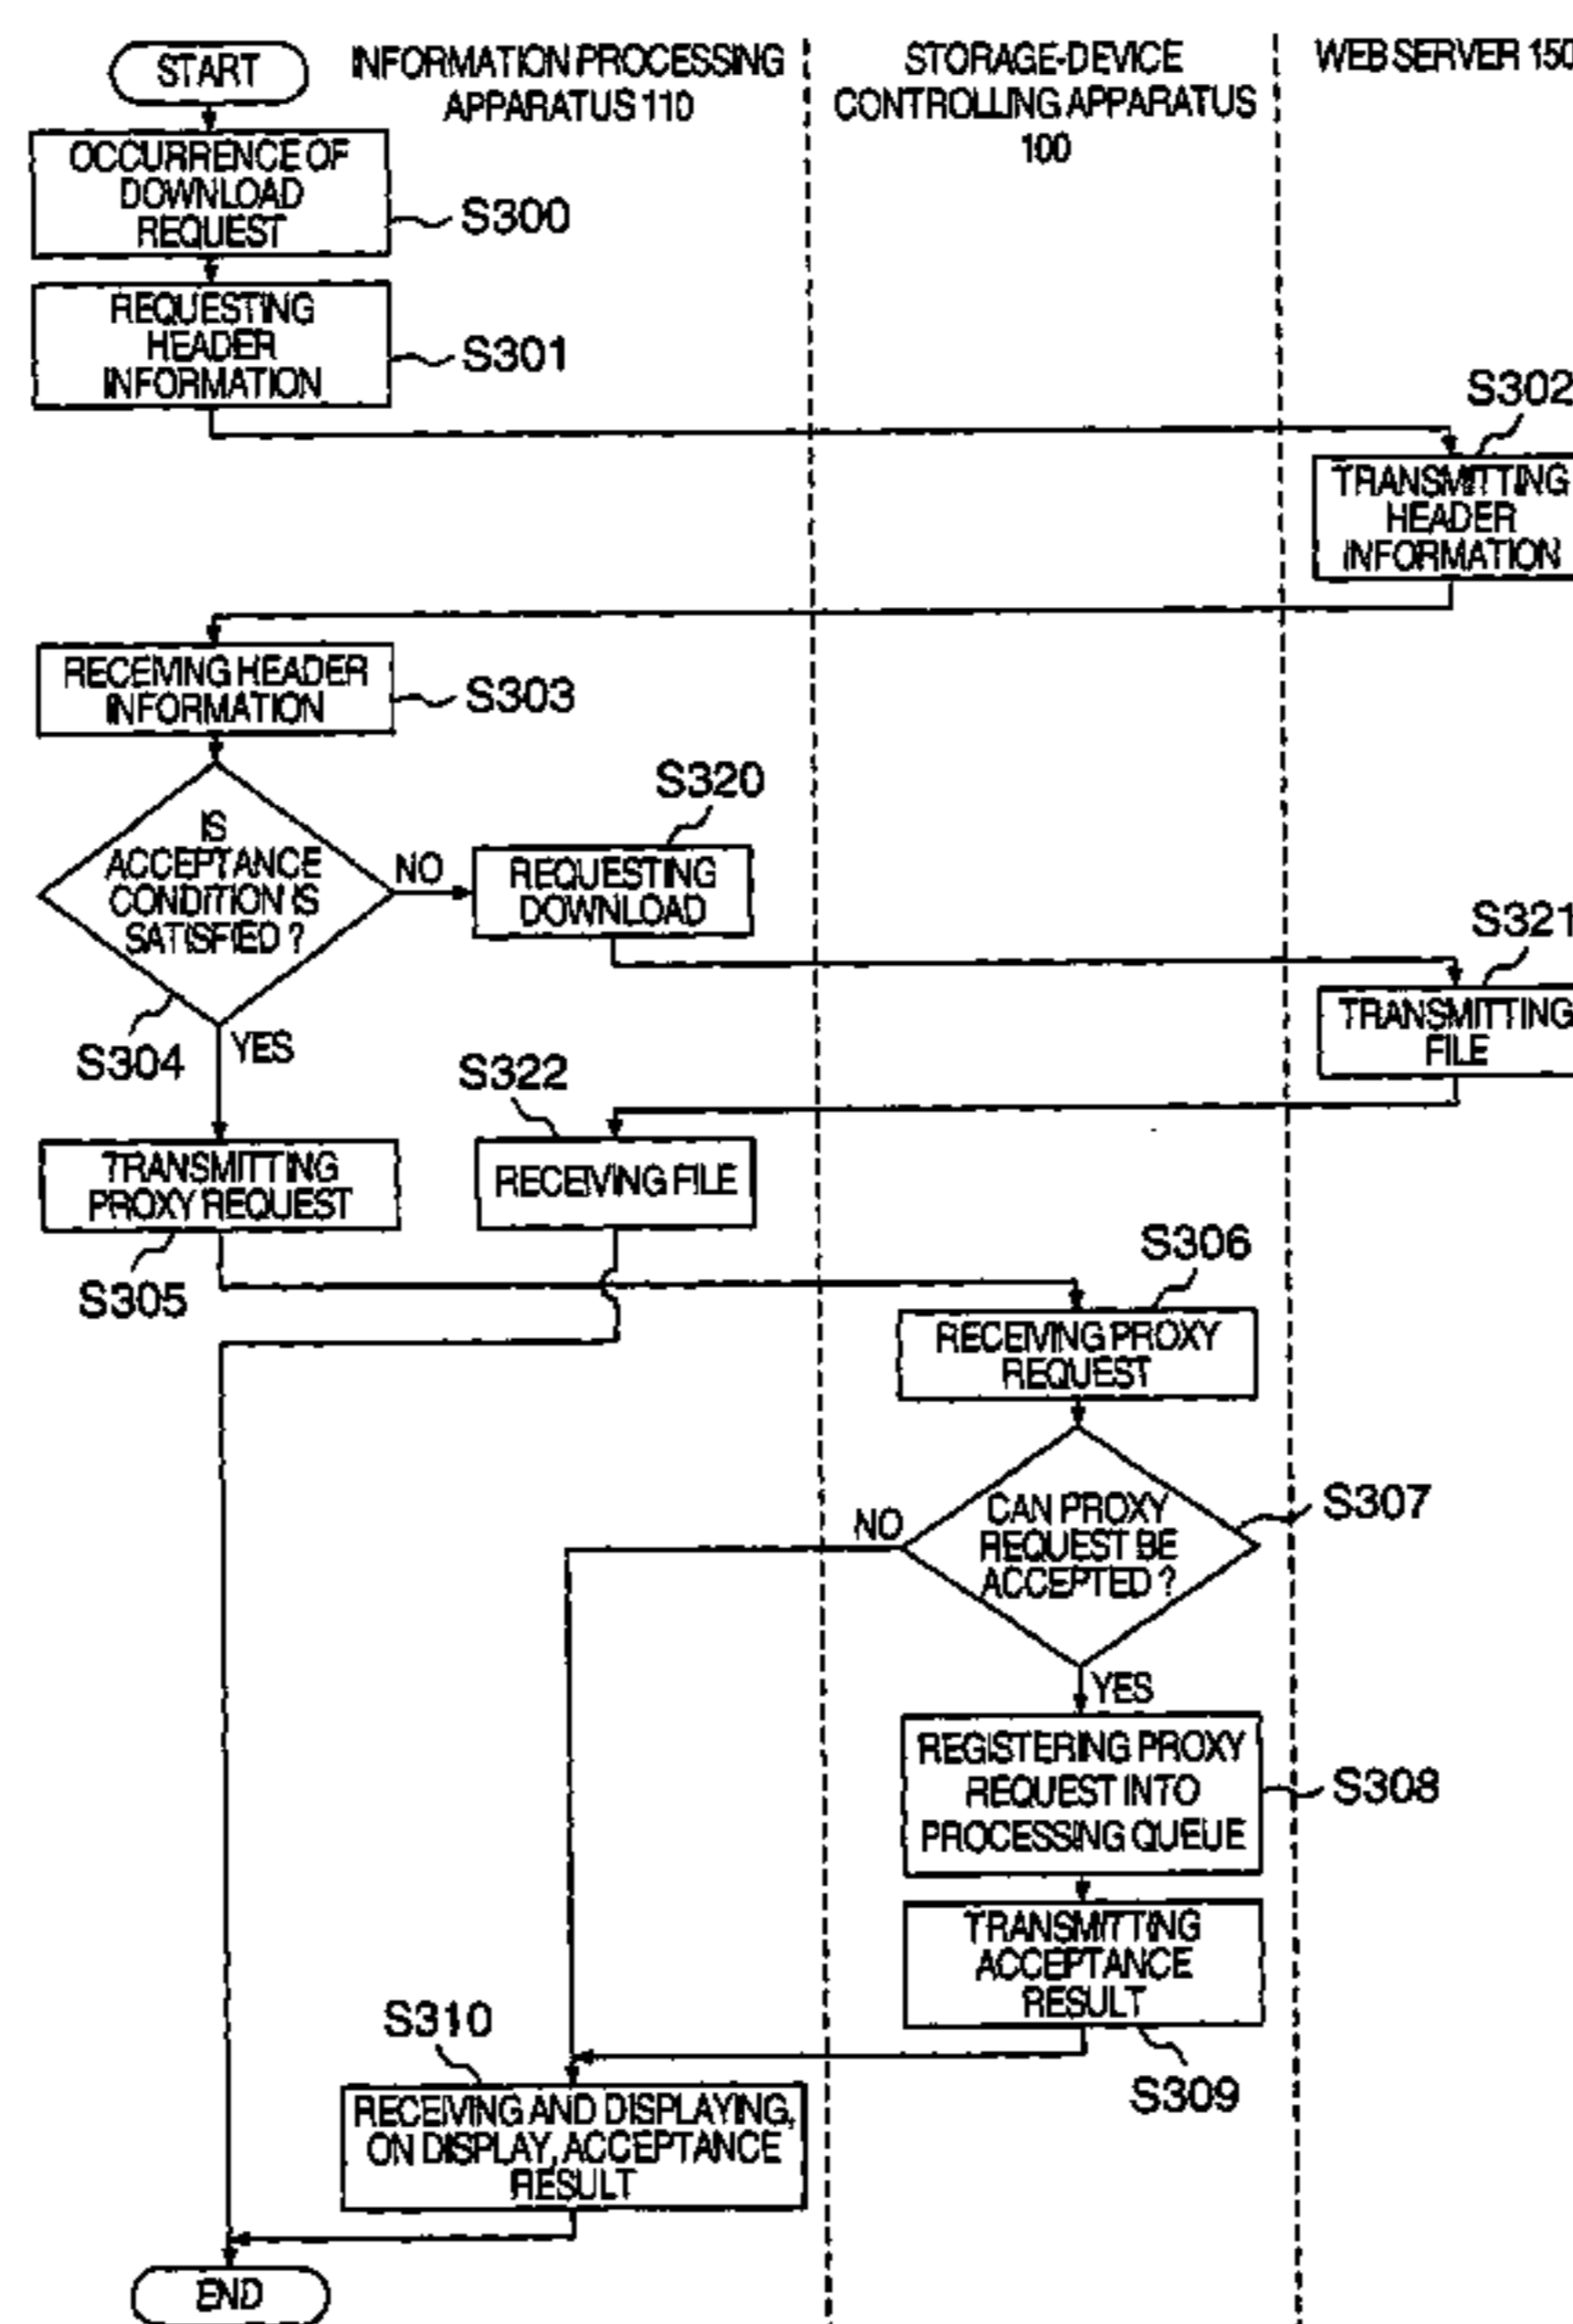 START
INFORMATION PROCESSING
APPARATUS 110
STORAGE-DEVICE
CONTROLLING APPARATUS
100
WEB SERVER 150
OCCURRENCE OF
DOWNLOAD
REQUEST
S300
REQUESTING
HEADER
INFORMATION
S301
S302
TRANSMITTING
HEADER
INFORMATION
RECEIVING HEADER
INFORMATION
S303
IS
ACCEPTANCE
CONDITION IS
SATISFIED ?
NO
S304
YES
S320
REQUESTING
DOWNLOAD
S321
TRANSMITTING
FILE
S322
RECEIVING FILE
TRANSMITTING
PROXY REQUEST
S305
S306
RECEIVING PROXY
REQUEST
CAN PROXY
REQUEST BE
ACCEPTED ?
S307
NO
YES
REGISTERING PROXY
REQUEST INTO
PROCESSING QUEUE
S308
TRANSMITTING
ACCEPTANCE
RESULT
S309
S310
RECEIVING AND DISPLAYING,
ON DISPLAY, ACCEPTANCE
RESULT
END